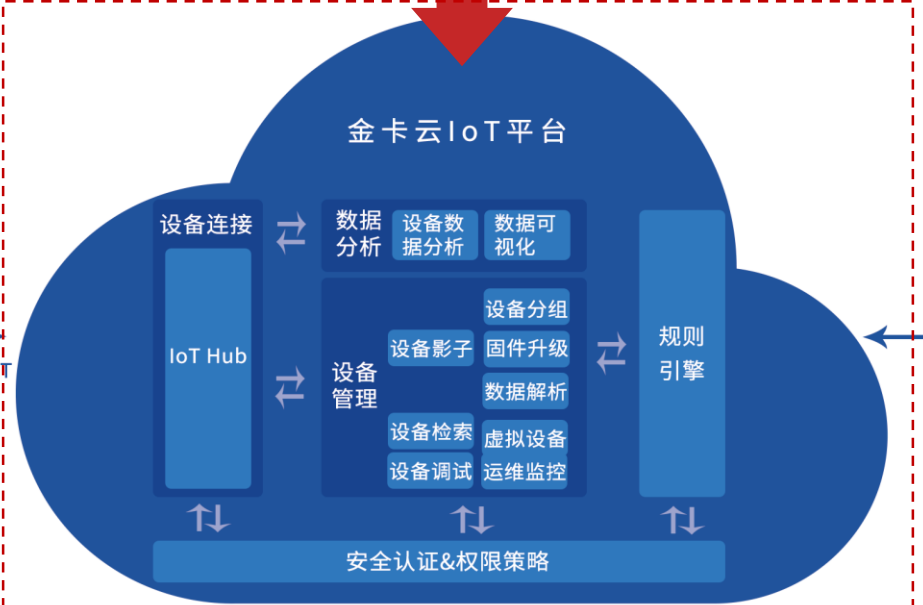 金卡云IoT平台
设备连接
IoT Hub
数据
分析
设备数
据分析
数据可
视化
设备
管理
设备分组
设备影子
固件升级
数据解析
设备检索
虚拟设备
设备调试
运维监控
规则
引擎
安全认证&权限策略
T